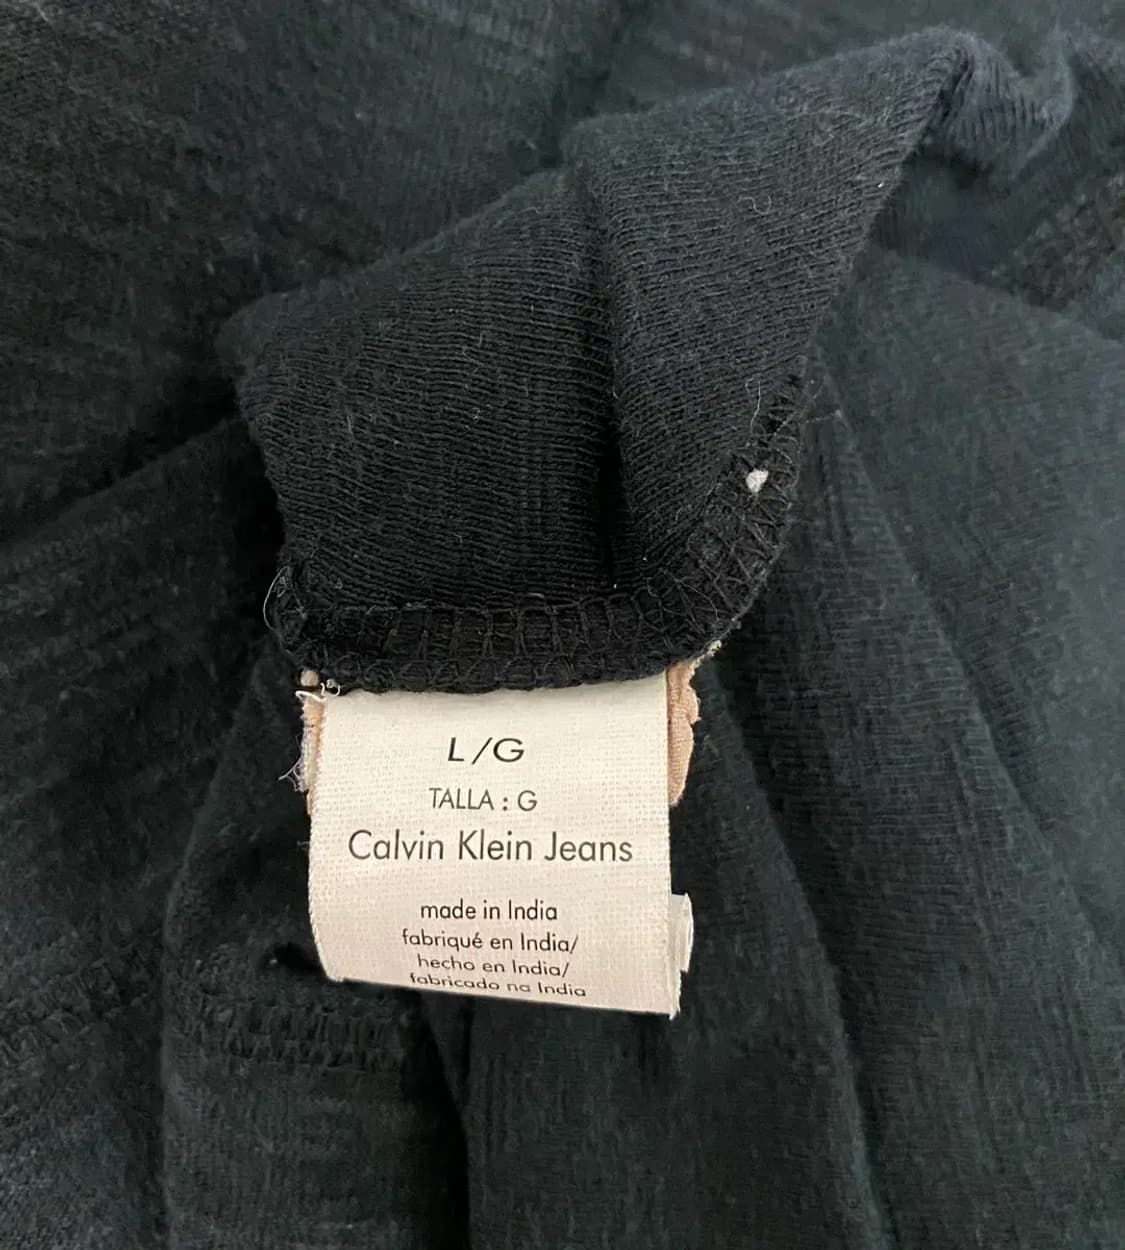 L/G
TALLA : G
Calvin Klein Jeans
made in India
fabriqué en India/
hecho en India/
fabricado na India